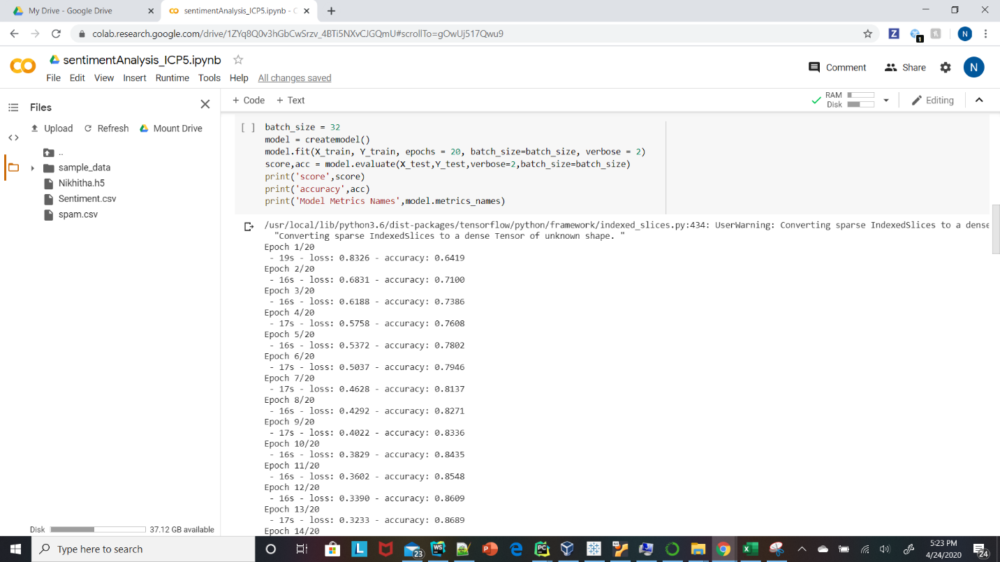 My Drive - Google Drive
sentimentAnalysis_ICP5.ipynb - C
colab.research.google.com/drive/1ZYq8Q0v3hGbCwSrzv_4BTi5NXvCJGQmU#scrollTo=gOwUj517Qwu9
sentimentAnalysis_ICP5.ipynb
File Edit View Insert Runtime Tools Help All changes saved
Comment Share N
Files
Upload Refresh Mount Drive
..
sample_data
Nikhitha.h5
Sentiment.csv
spam.csv
Disk 37.12 GB available
+ Code + Text
RAM
Disk
Editing
[ ] batch_size = 32
model = createmodel()
model.fit(X_train, Y_train, epochs = 20, batch_size=batch_size, verbose = 2)
score,acc = model.evaluate(X_test,Y_test,verbose=2,batch_size=batch_size)
print('score',score)
print('accuracy',acc)
print('Model Metrics Names',model.metrics_names)
/usr/local/lib/python3.6/dist-packages/tensorflow/python/framework/indexed_slices.py:434: UserWarning: Converting sparse IndexedSlices to a dense
"Converting sparse IndexedSlices to a dense Tensor of unknown shape. "
Epoch 1/20
- 19s - loss: 0.8326 - accuracy: 0.6419
Epoch 2/20
- 16s - loss: 0.6831 - accuracy: 0.7100
Epoch 3/20
- 16s - loss: 0.6188 - accuracy: 0.7386
Epoch 4/20
- 17s - loss: 0.5758 - accuracy: 0.7608
Epoch 5/20
- 16s - loss: 0.5372 - accuracy: 0.7802
Epoch 6/20
- 17s - loss: 0.5037 - accuracy: 0.7946
Epoch 7/20
- 17s - loss: 0.4628 - accuracy: 0.8137
Epoch 8/20
- 16s - loss: 0.4292 - accuracy: 0.8271
Epoch 9/20
- 17s - loss: 0.4022 - accuracy: 0.8336
Epoch 10/20
- 16s - loss: 0.3829 - accuracy: 0.8435
Epoch 11/20
- 16s - loss: 0.3602 - accuracy: 0.8548
Epoch 12/20
- 16s - loss: 0.3390 - accuracy: 0.8609
Epoch 13/20
- 17s - loss: 0.3233 - accuracy: 0.8689
Epoch 14/20
Type here to search
23
5:23 PM
4/24/2020
24